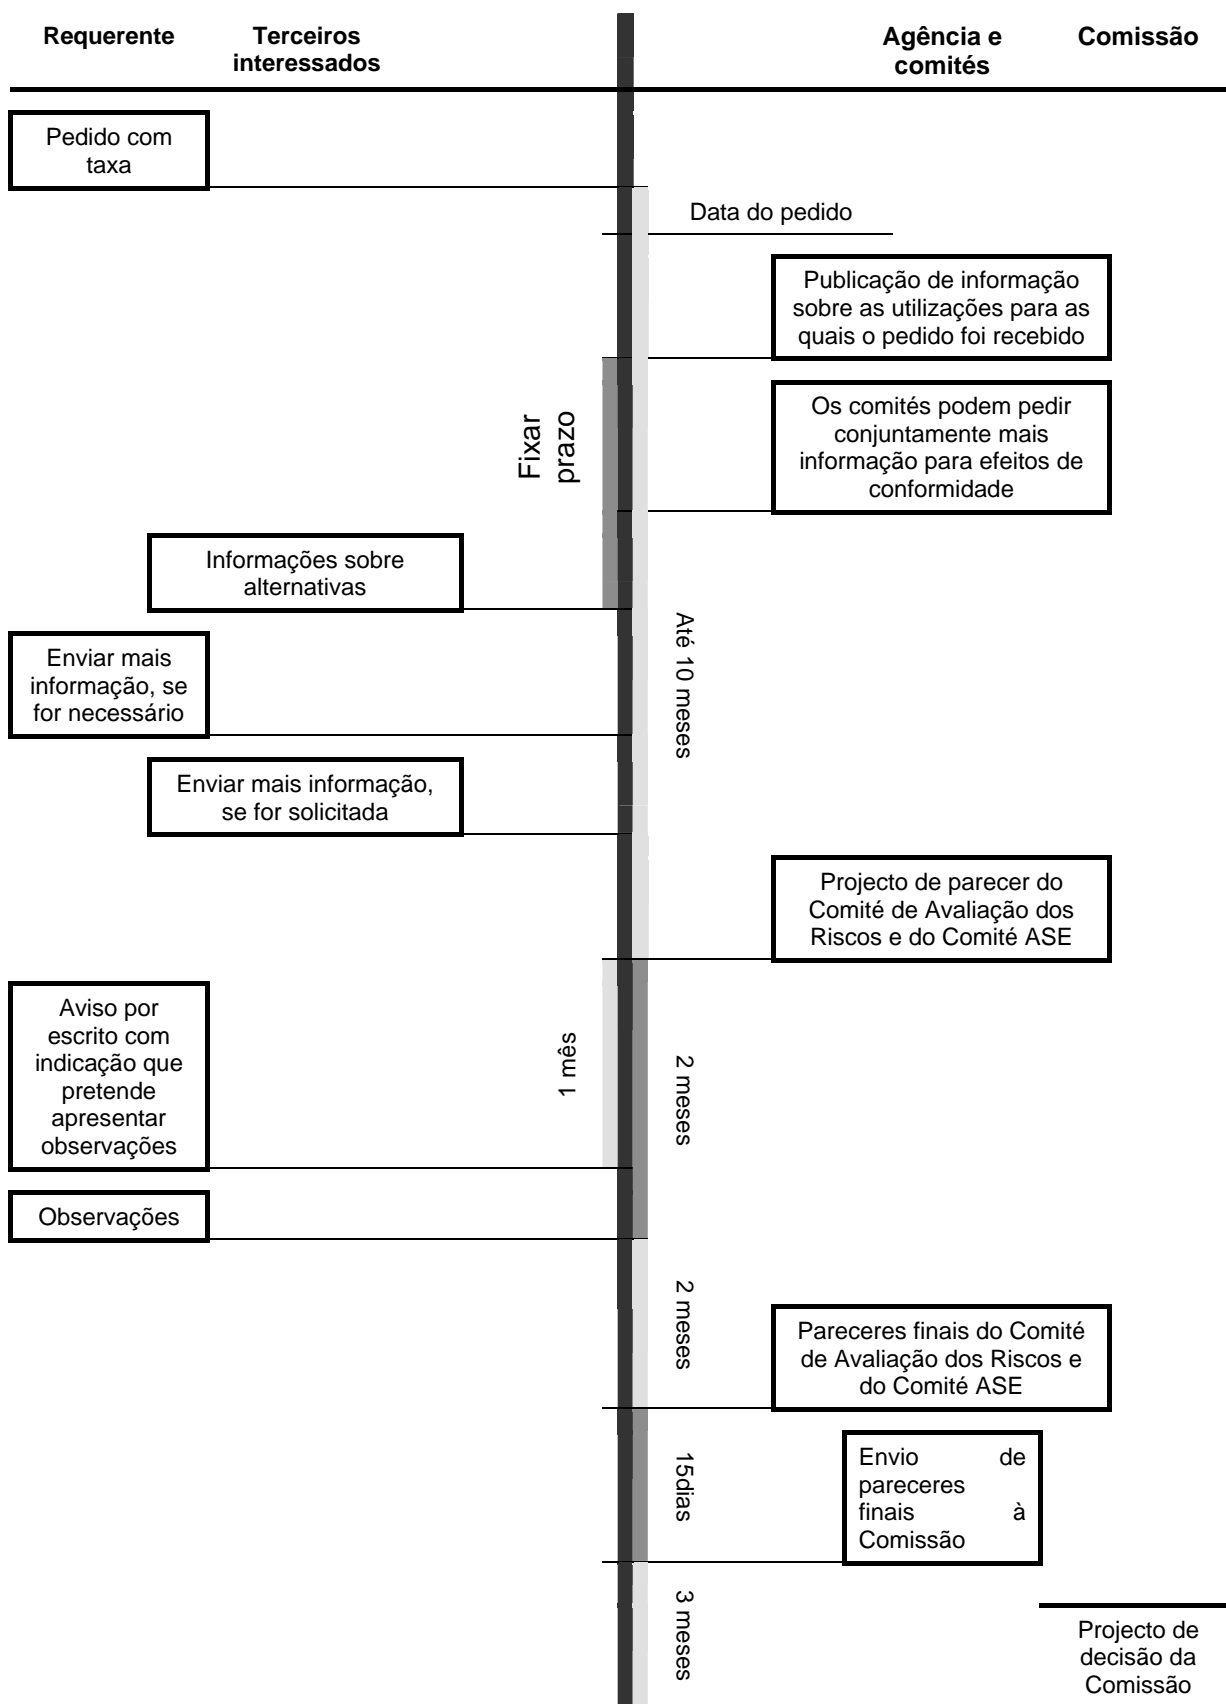 Requerente
Terceiros
interessados
Agência e
comités
Comissão
Pedido com
taxa
Data do pedido
Publicação de informação
sobre as utilizações para as
quais o pedido foi recebido
Fixar
prazo
Os comités podem pedir
conjuntamente mais
informação para efeitos de
conformidade
Informações sobre
alternativas
Até 10 meses
Enviar mais
informação, se
for necessário
Enviar mais informação,
se for solicitada
Projecto de parecer do
Comité de Avaliação dos
Riscos e do Comité ASE
Aviso por
escrito com
indicação que
pretende
apresentar
observações
1 mês
2 meses
Observações
2 meses
Pareceres finais do Comité
de Avaliação dos Riscos e
do Comité ASE
15dias
Envio de
pareceres
finais à
Comissão
3 meses
Projecto de
decisão da
Comissão